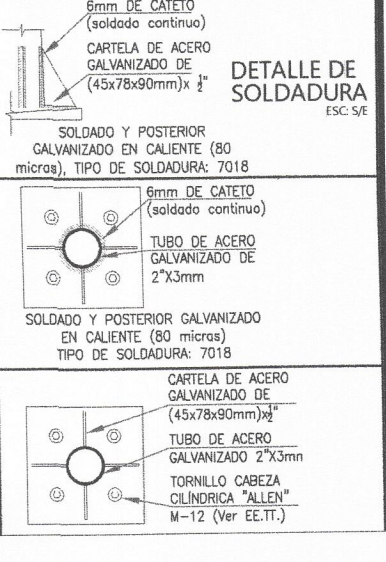 6mm DE CATETO
(soldado continuo)
CARTELA DE ACERO
GALVANIZADO DE
(45x78x90mm)x ½"
DETALLE DE
SOLDADURA
ESC: S/E
SOLDADO Y POSTERIOR
GALVANIZADO EN CALIENTE (80
micras), TIPO DE SOLDADURA: 7018
6mm DE CATETO
(soldado continuo)
TUBO DE ACERO
GALVANIZADO DE
2"X3mm
SOLDADO Y POSTERIOR GALVANIZADO
EN CALIENTE (80 micras)
TIPO DE SOLDADURA: 7018
CARTELA DE ACERO
GALVANIZADO DE
(45x78x90mm)x½"
TUBO DE ACERO
GALVANIZADO 2"X3mm
TORNILLO CABEZA
CILÍNDRICA "ALLEN"
M-12 (Ver EE.TT.)